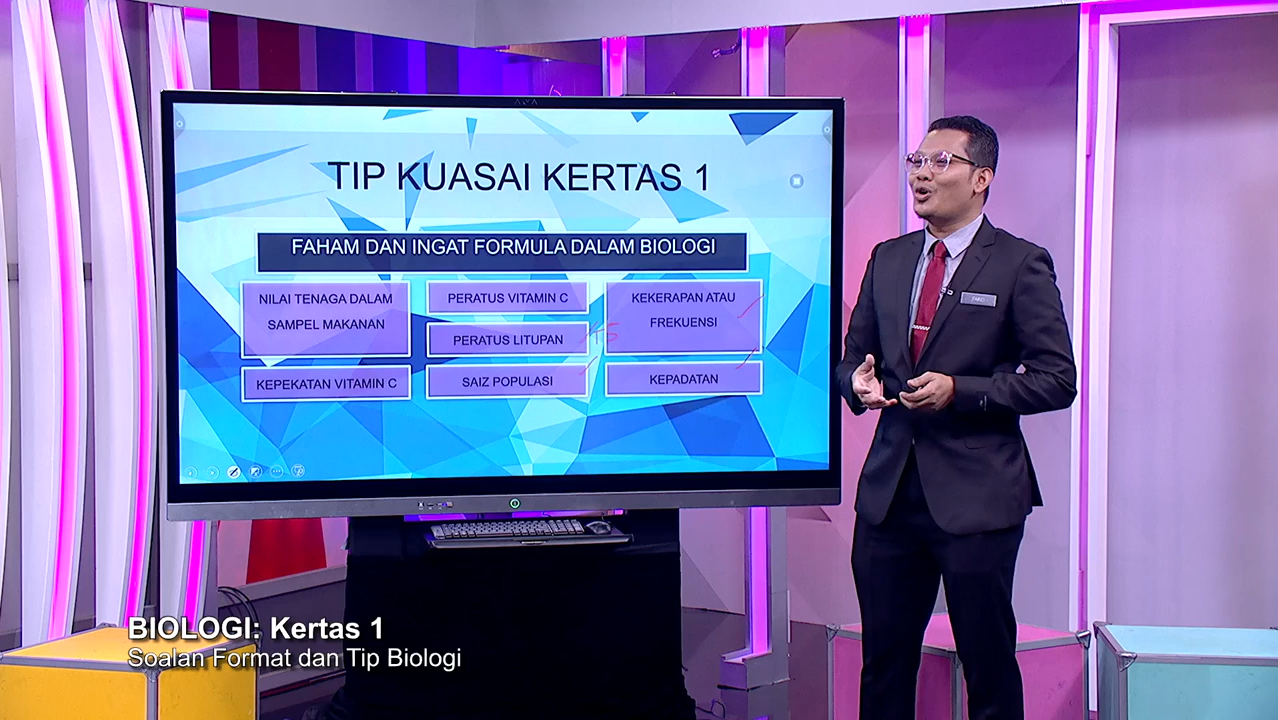 TIP KUASAI KERTAS 1
FAHAM DAN INGAT FORMULA DALAM BIOLOGI
NILAI TENAGA DALAM
SAMPEL MAKANAN
PERATUS VITAMIN C
KEKERAPAN ATAU
FREKUENSI
PERATUS LITUPAN
KEPEKATAN VITAMIN C
SAIZ POPULASI
KEPADATAN
BIOLOGI: Kertas 1
Soalan Format dan Tip Biologi